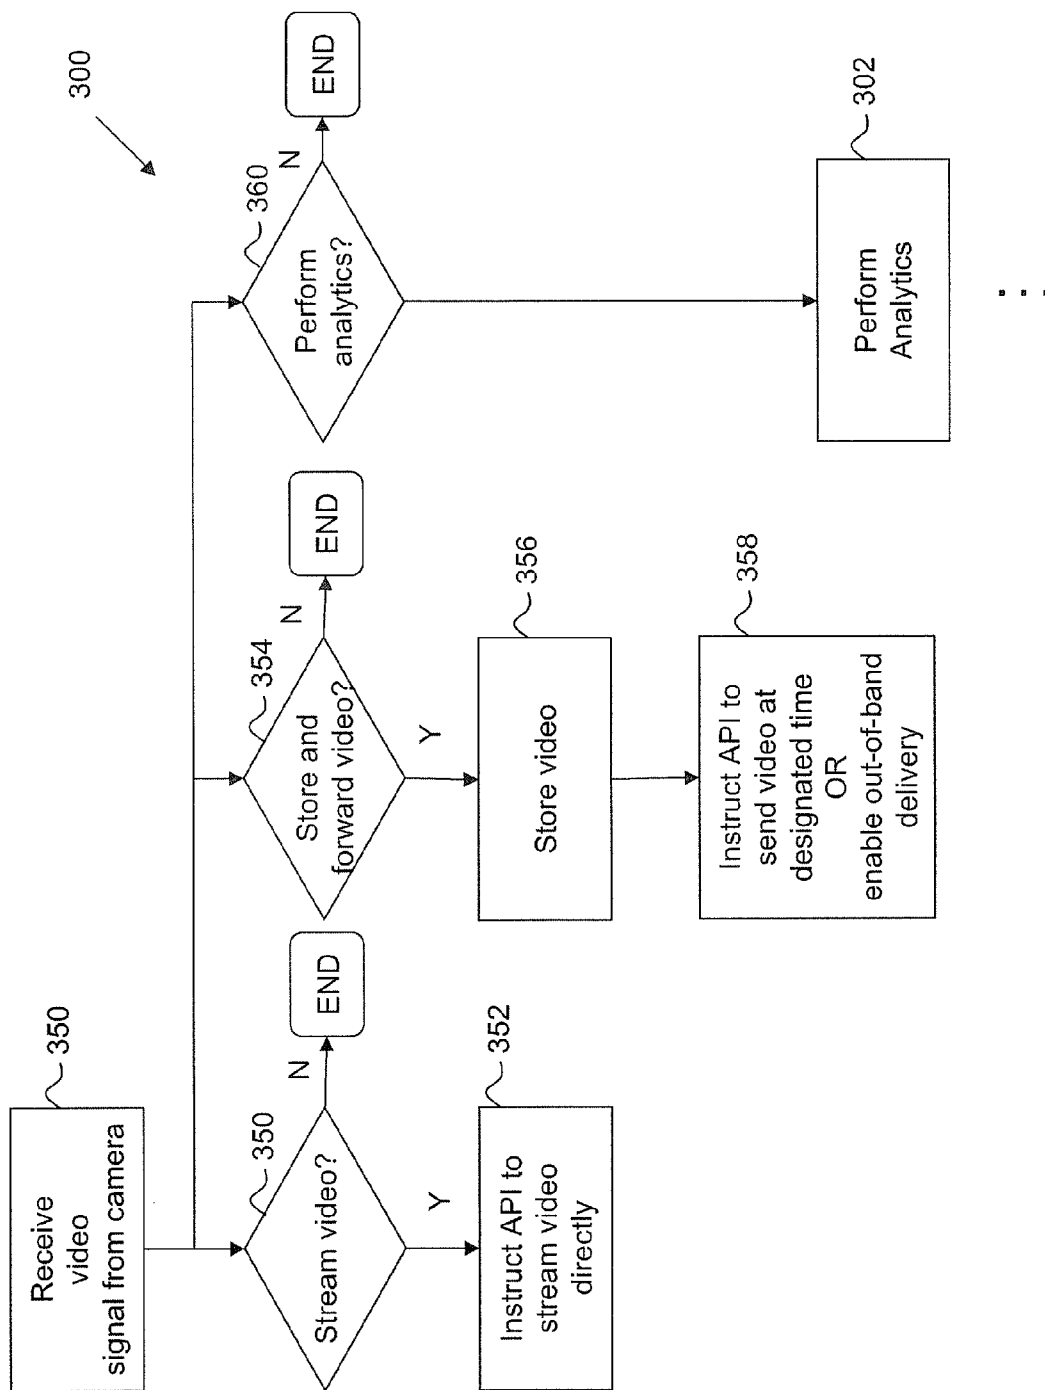 300
Receive
video
signal from camera
350
Stream video?
350
N
END
Y
Instruct API to
stream video
directly
352
Store and
forward video?
354
N
END
Y
Store video
356
Instruct API to
send video at
designated time
OR
enable out-of-band
delivery
358
Perform
analytics?
360
N
END
Perform
Analytics
302
. . .